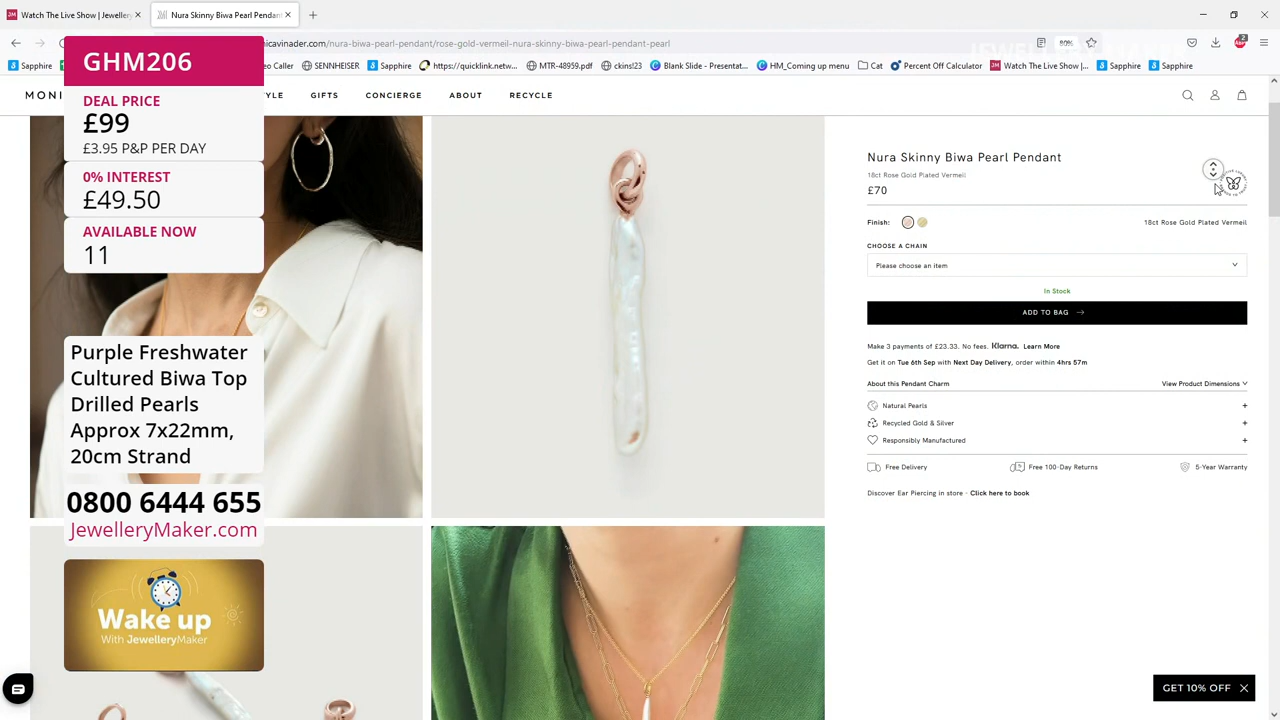 Watch The Live Show | Jewellery
Nura Skinny Biwa Pearl Pendant
icavinader.com/nura-rose-gold-vermeil-nura-skinny-biwa-pearl-pendant-rpd
80%
Sapphire
eo Caller
SENNHEISER
Sapphire
https://quicklink.netw...
MTR-48959.pdf
ckins!23
Blank Slide - Presentat...
HM_Coming up menu
Cat
Percent Off Calculator
Watch The Live Show | J...
Sapphire
Sapphire
JEWELLERYMAKER
MONI
YLE
GIFTS
CONCIERGE
ABOUT
RECYCLE
GHM206
DEAL PRICE
£99
£3.95 P&P PER DAY
0% INTEREST
£49.50
AVAILABLE NOW
11
Purple Freshwater
Cultured Biwa Top
Drilled Pearls
Approx 7x22mm,
20cm Strand
0800 6444 655
JewelleryMaker.com
Wake up
With JewelleryMaker
Nura Skinny Biwa Pearl Pendant
18ct Rose Gold Plated Vermeil
£70
Finish:
18ct Rose Gold Plated Vermeil
CHOOSE A CHAIN
Please choose an item
In Stock
ADD TO BAG
Make 3 payments of £23.33. No fees. Klarna. Learn More
Get it on Tue 6th Sep with Next Day Delivery, order within 4hrs 57m
About this Pendant Charm
View Product Dimensions
Natural Pearls
Recycled Gold & Silver
Responsibly Manufactured
Free Delivery
Free 100-Day Returns
5-Year Warranty
Discover Ear Piercing in store - Click here to book
GET 10% OFF